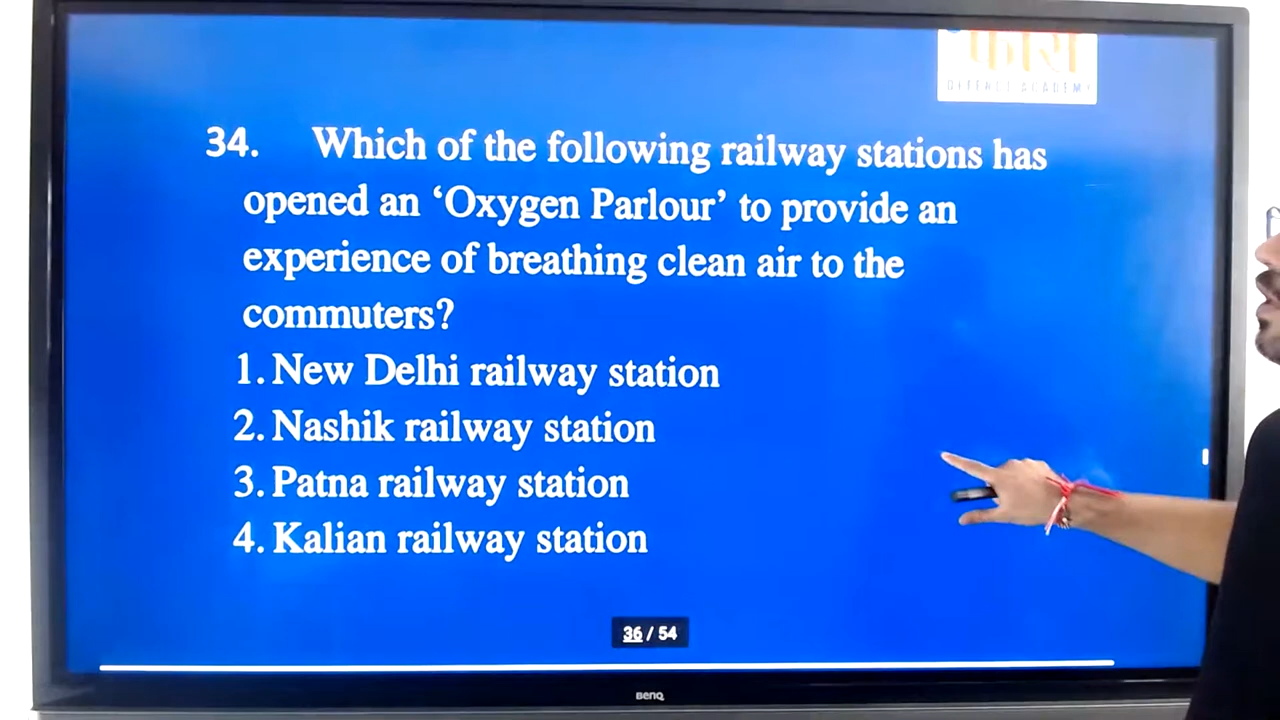 DEFENCE ACADEMY
34. Which of the following railway stations has
opened an ‘Oxygen Parlour’ to provide an
experience of breathing clean air to the
commuters?
1. New Delhi railway station
2. Nashik railway station
3. Patna railway station
4. Kalian railway station
36 / 54
BenQ